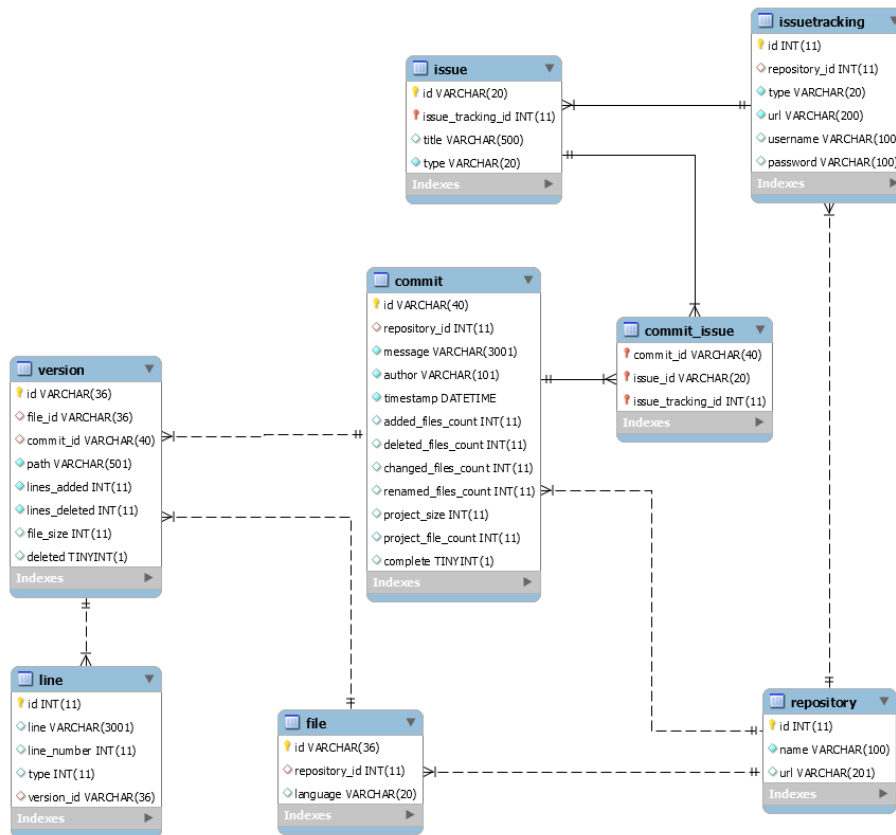 issuetracking
id INT(11)
repository_id INT(11)
type VARCHAR(20)
url VARCHAR(200)
username VARCHAR(100
password VARCHAR(100)
Indexes
issue
id VARCHAR(20)
issue_tracking_id INT(11)
title VARCHAR(500)
type VARCHAR(20)
Indexes
commit
id VARCHAR(40)
repository_id INT(11)
message VARCHAR(3001)
author VARCHAR(101)
timestamp DATETIME
added_files_count INT(11)
deleted_files_count INT(11)
changed_files_count INT(11)
renamed_files_count INT(11)
project_size INT(11)
project_file_count INT(11)
complete TINYINT(1)
Indexes
commit_issue
commit_id VARCHAR(40)
issue_id VARCHAR(20)
issue_tracking_id INT(11)
Indexes
version
id VARCHAR(36)
file_id VARCHAR(36)
commit_id VARCHAR(40)
path VARCHAR(501)
lines_added INT(11)
lines_deleted INT(11)
file_size INT(11)
deleted TINYINT(1)
Indexes
line
id INT(11)
line VARCHAR(3001)
line_number INT(11)
type INT(11)
version_id VARCHAR(36)
Indexes
file
id VARCHAR(36)
repository_id INT(11)
language VARCHAR(20)
Indexes
repository
id INT(11)
name VARCHAR(100)
url VARCHAR(201)
Indexes